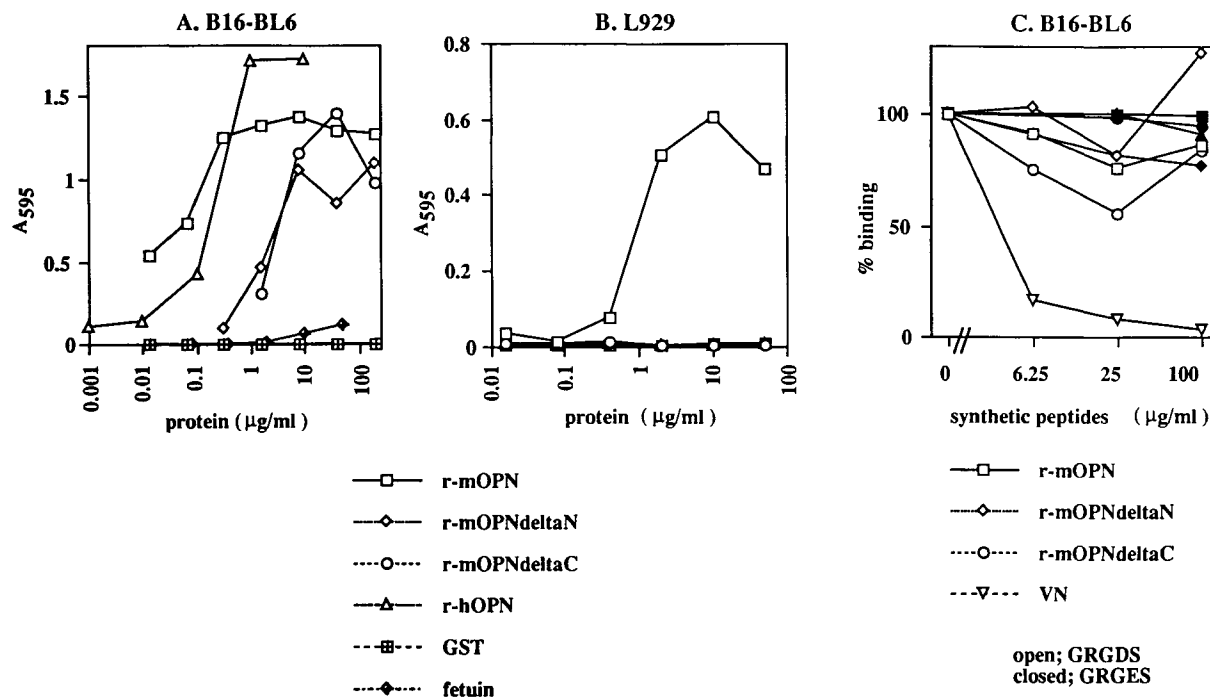 A. B16-BL6
B. L929
C. B16-BL6
A595
1.5
1
0.5
0
0.001
0.01
0.1
1
10
100
protein (μg/ml)
A595
0.8
0.6
0.4
0.2
0
0.01
0.1
1
10
100
protein (μg/ml)
% binding
100
50
0
0
6.25
25
100
synthetic peptides (μg/ml)
r-mOPN
r-mOPNdeltaN
r-mOPNdeltaC
r-hOPN
GST
fetuin
r-mOPN
r-mOPNdeltaN
r-mOPNdeltaC
VN
open; GRGDS
closed; GRGES